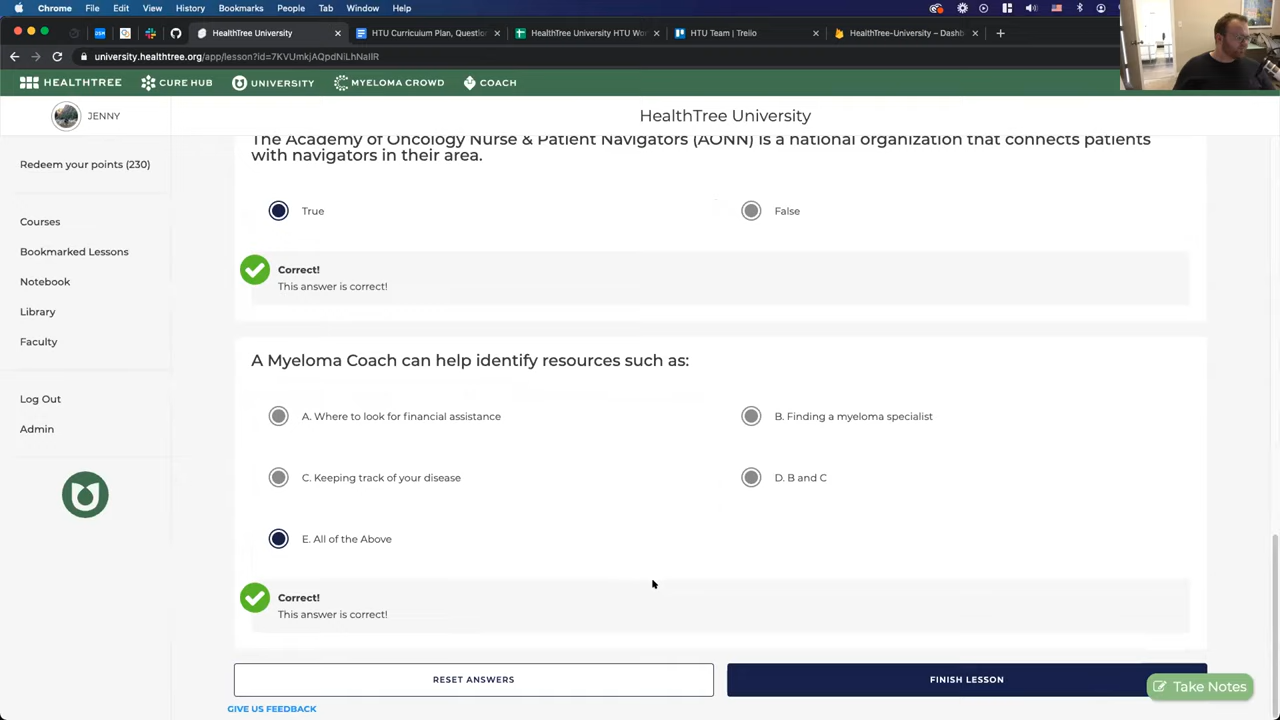 Chrome File Edit View History Bookmarks People Tab Window Help
HealthTree University
HTU Curriculum Plan, Question
HealthTree University HTU Wor
HTU Team | Trello
HealthTree-University – Dashb
university.healthtree.org/app/lesson?id=7KVUmkjAQpdNiLhNaIlR
HEALTHTREE CURE HUB UNIVERSITY MYELOMA CROWD COACH
JENNY
HealthTree University
Redeem your points (230)
Courses
Bookmarked Lessons
Notebook
Library
Faculty
Log Out
Admin
The Academy of Oncology Nurse & Patient Navigators (AONN) is a national organization that connects patients
with navigators in their area.
True
False
Correct!
This answer is correct!
A Myeloma Coach can help identify resources such as:
A. Where to look for financial assistance
B. Finding a myeloma specialist
C. Keeping track of your disease
D. B and C
E. All of the Above
Correct!
This answer is correct!
RESET ANSWERS
FINISH LESSON
Take Notes
GIVE US FEEDBACK